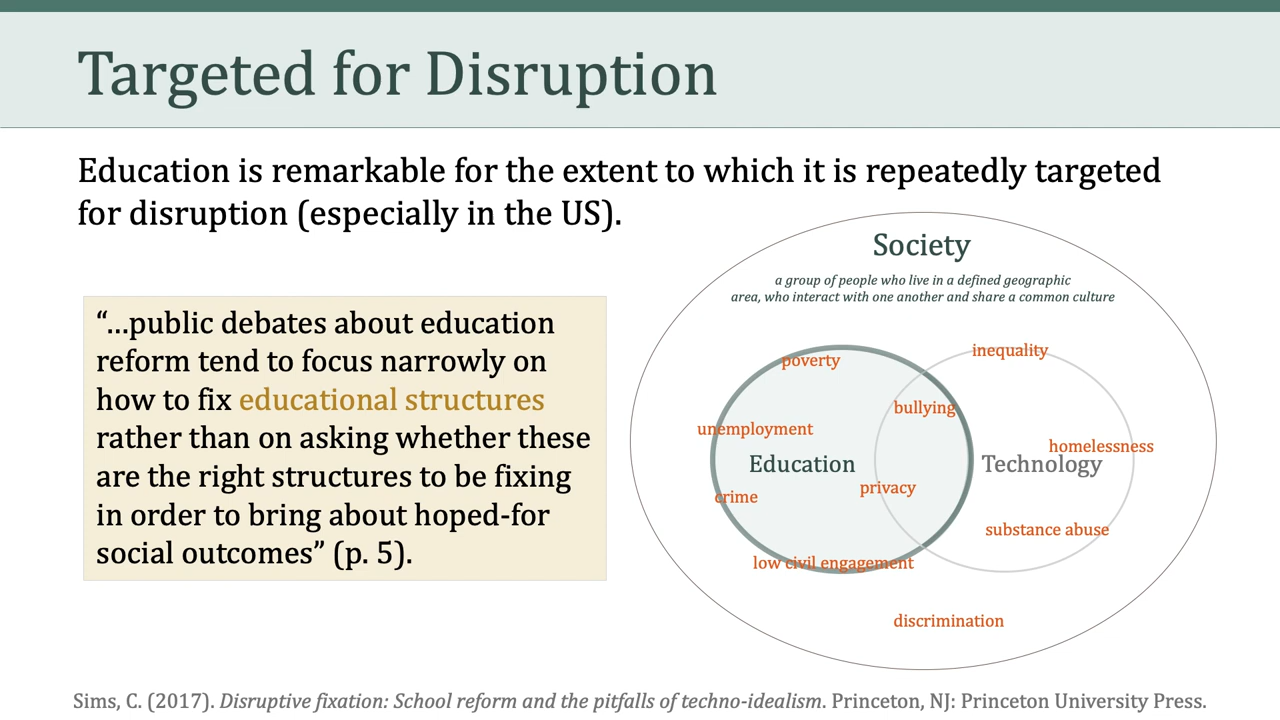 Targeted for Disruption
Education is remarkable for the extent to which it is repeatedly targeted
for disruption (especially in the US).
“...public debates about education
reform tend to focus narrowly on
how to fix educational structures
rather than on asking whether these
are the right structures to be fixing
in order to bring about hoped-for
social outcomes” (p. 5).
Society
a group of people who live in a defined geographic
area, who interact with one another and share a common culture
poverty
inequality
bullying
unemployment
homelessness
Education
Technology
privacy
crime
substance abuse
low civil engagement
discrimination
Sims, C. (2017). Disruptive fixation: School reform and the pitfalls of techno-idealism. Princeton, NJ: Princeton University Press.